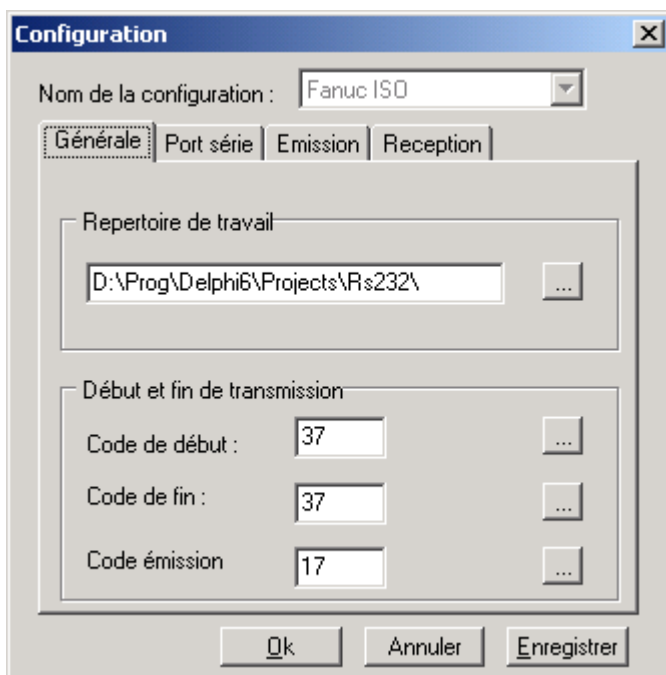 Configuration
Nom de la configuration : Fanuc ISO
Générale Port série Emission Reception
Repertoire de travail
D:\Prog\Delphi6\Projects\Rs232\ ...
Début et fin de transmission
Code de début : 37 ...
Code de fin : 37 ...
Code émission 17 ...
Ok Annuler Enregistrer